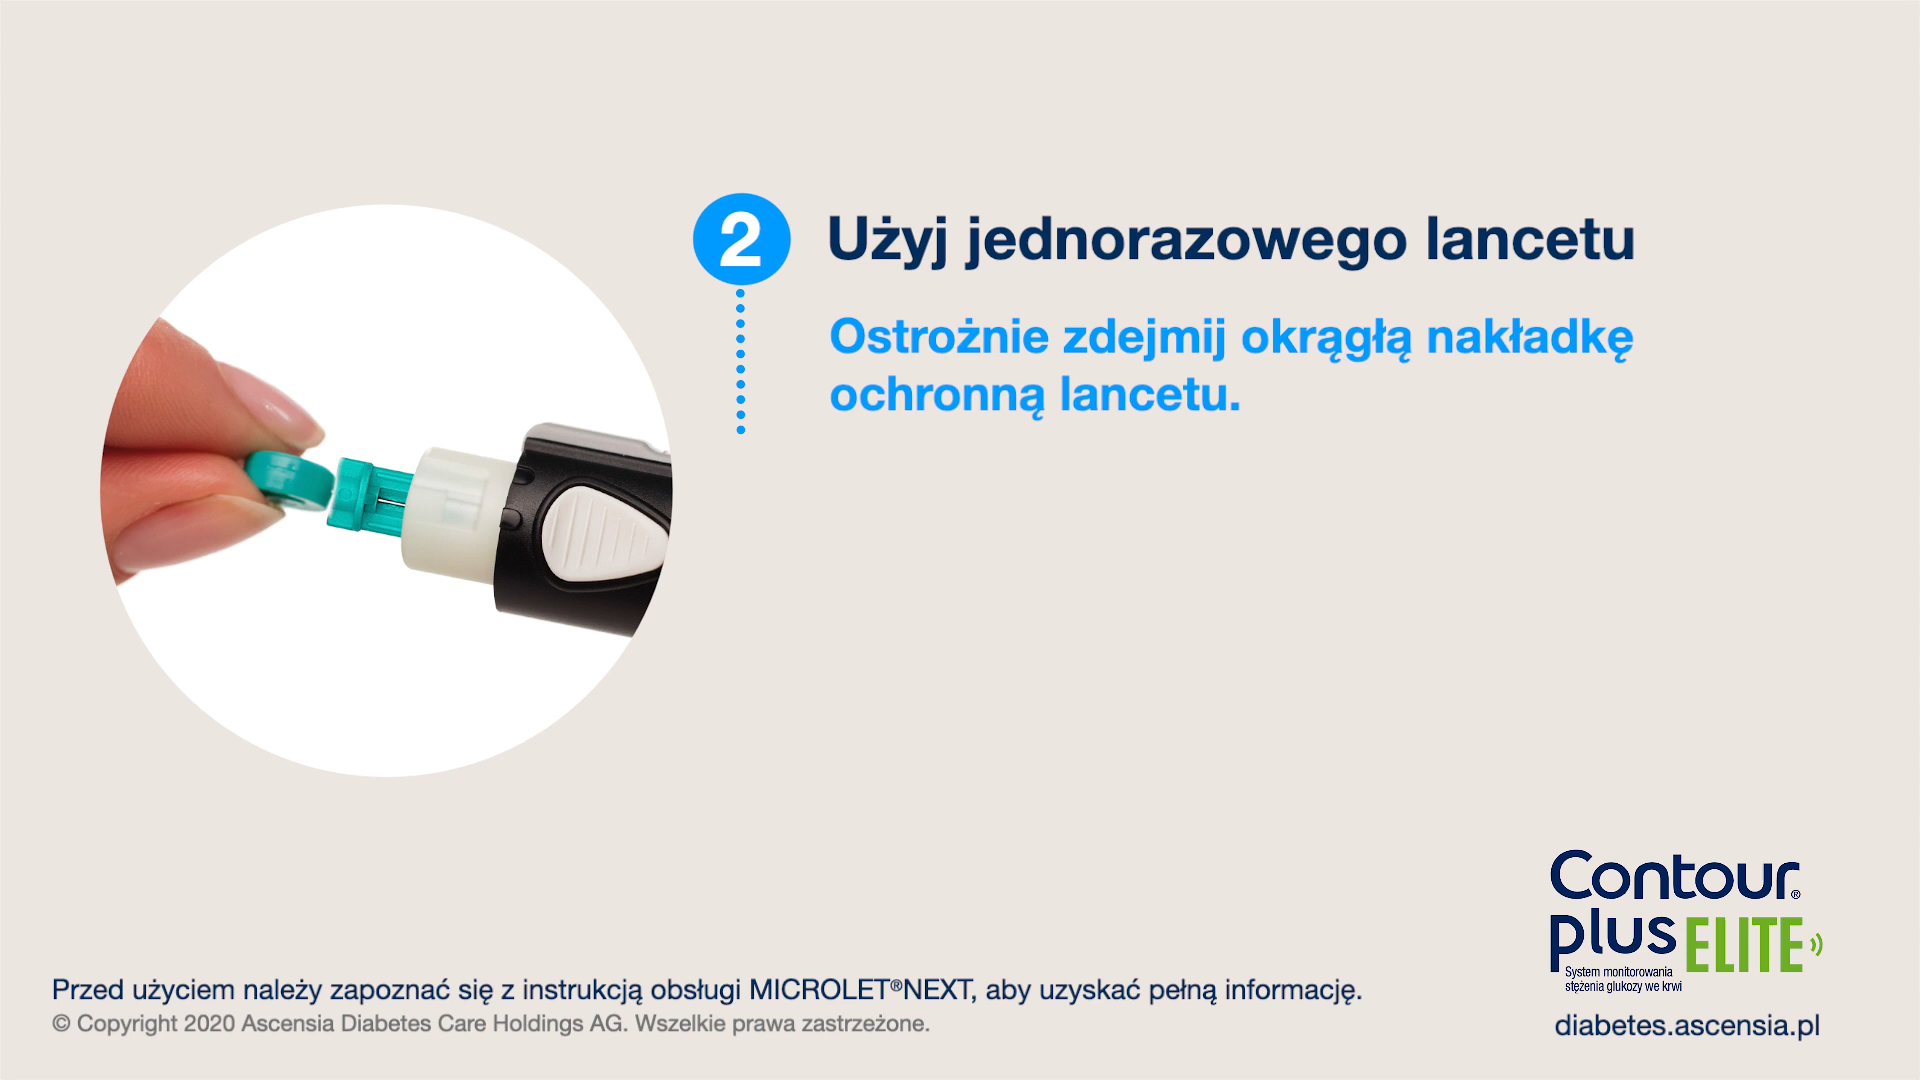 2
Użyj jednorazowego lancetu
Ostrożnie zdejmij okrągłą nakładkę
ochronną lancetu.
Contour®
plus ELITE
System monitorowania
stężenia glukozy we krwi
Przed użyciem należy zapoznać się z instrukcją obsługi MICROLET®NEXT, aby uzyskać pełną informację.
© Copyright 2020 Ascensia Diabetes Care Holdings AG. Wszelkie prawa zastrzeżone.
diabetes.ascensia.pl